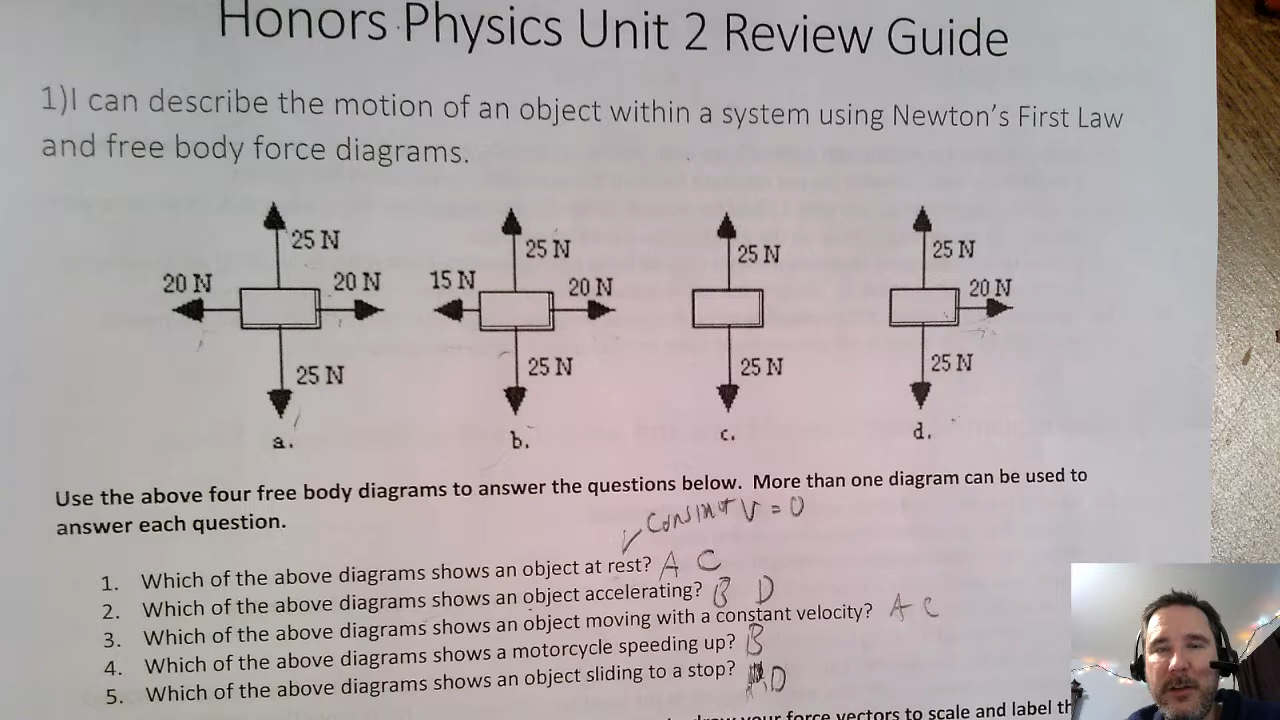 Honors Physics Unit 2 Review Guide
1)I can describe the motion of an object within a system using Newton's First Law
and free body force diagrams.
25 N
20 N
20 N
25 N
a.
25 N
15 N
20 N
25 N
b.
25 N
25 N
c.
25 N
20 N
25 N
d.
Use the above four free body diagrams to answer the questions below. More than one diagram can be used to
answer each question.
V = 0
1. Which of the above diagrams shows an object at rest? A C
2. Which of the above diagrams shows an object accelerating? B D
3. Which of the above diagrams shows an object moving with a constant velocity? A C
4. Which of the above diagrams shows a motorcycle speeding up? B
5. Which of the above diagrams shows an object sliding to a stop? D
your force vectors to scale and label